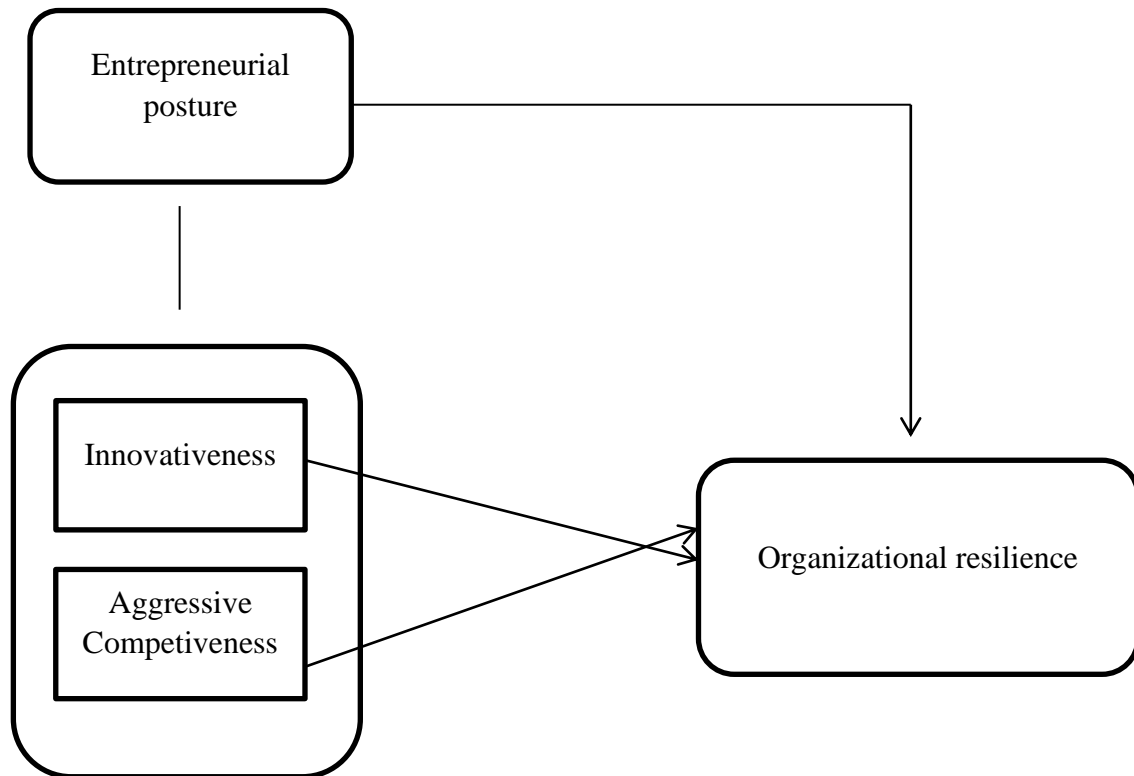 Entrepreneurial
posture
Innovativeness
Aggressive
Competiveness
Organizational resilience